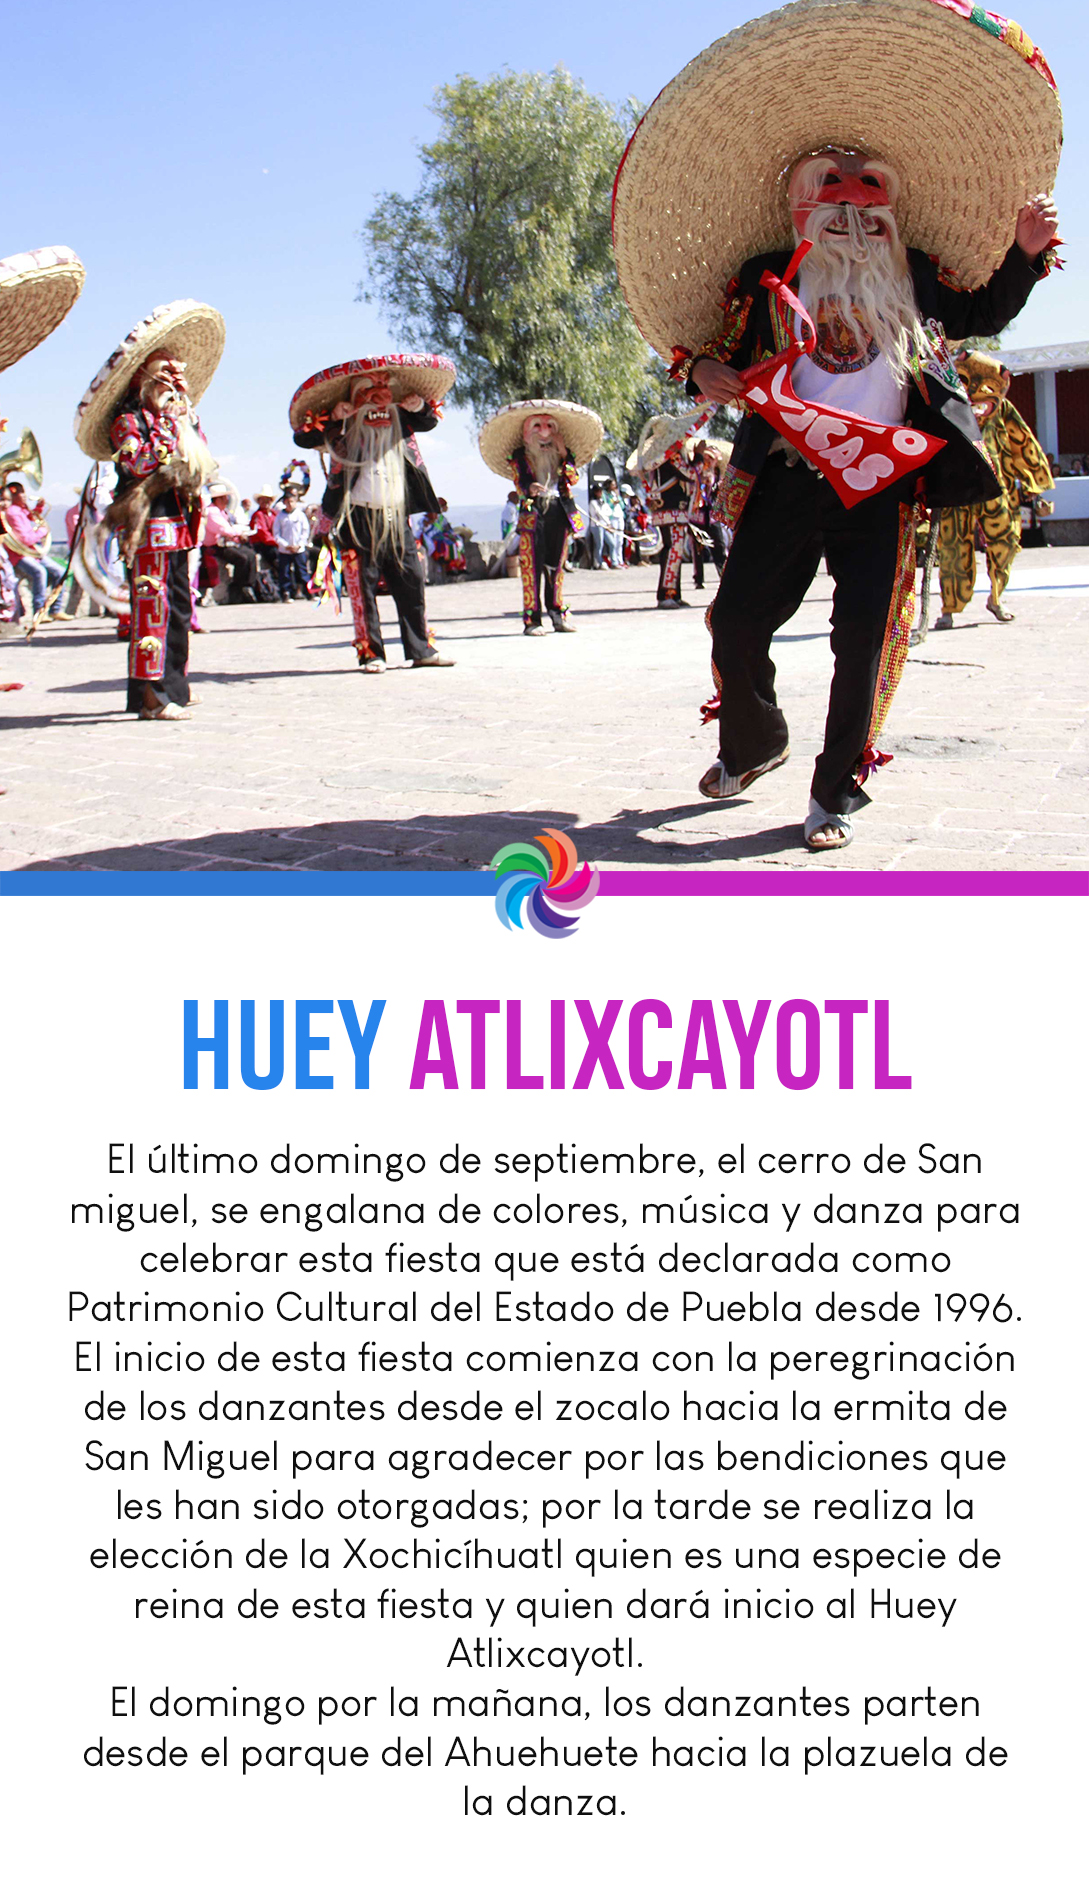 ACATLAN
LUCAS
HUEY ATLIXCAYOTL
El último domingo de septiembre, el cerro de San
miguel, se engalana de colores, música y danza para
celebrar esta fiesta que está declarada como
Patrimonio Cultural del Estado de Puebla desde 1996.
El inicio de esta fiesta comienza con la peregrinación
de los danzantes desde el zocalo hacia la ermita de
San Miguel para agradecer por las bendiciones que
les han sido otorgadas; por la tarde se realiza la
elección de la Xochicíhuatl quien es una especie de
reina de esta fiesta y quien dará inicio al Huey
Atlixcayotl.
El domingo por la mañana, los danzantes parten
desde el parque del Ahuehuete hacia la plazuela de
la danza.